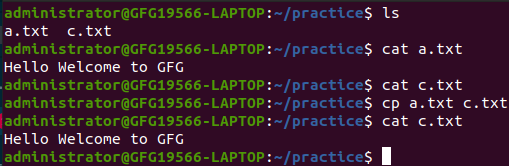 administrator@GFG19566-LAPTOP:~/practice$ ls
a.txt  c.txt
administrator@GFG19566-LAPTOP:~/practice$ cat a.txt
Hello Welcome to GFG
administrator@GFG19566-LAPTOP:~/practice$ cat c.txt
administrator@GFG19566-LAPTOP:~/practice$ cp a.txt c.txt
administrator@GFG19566-LAPTOP:~/practice$ cat c.txt
Hello Welcome to GFG
administrator@GFG19566-LAPTOP:~/practice$